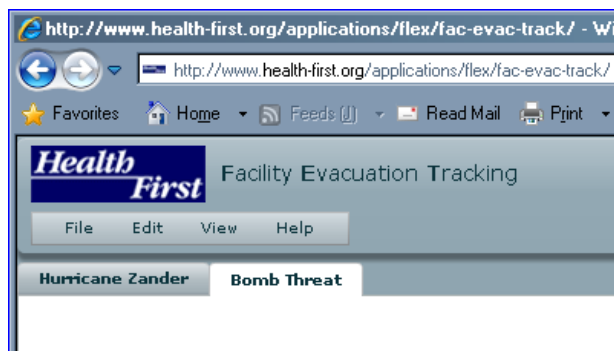 http://www.health-first.org/applications/flex/fac-evac-track/ - Wi
http://www.health-first.org/applications/flex/fac-evac-track/
Favorites Home Feeds (J) Read Mail Print
Health First Facility Evacuation Tracking
File Edit View Help
Hurricane Zander Bomb Threat